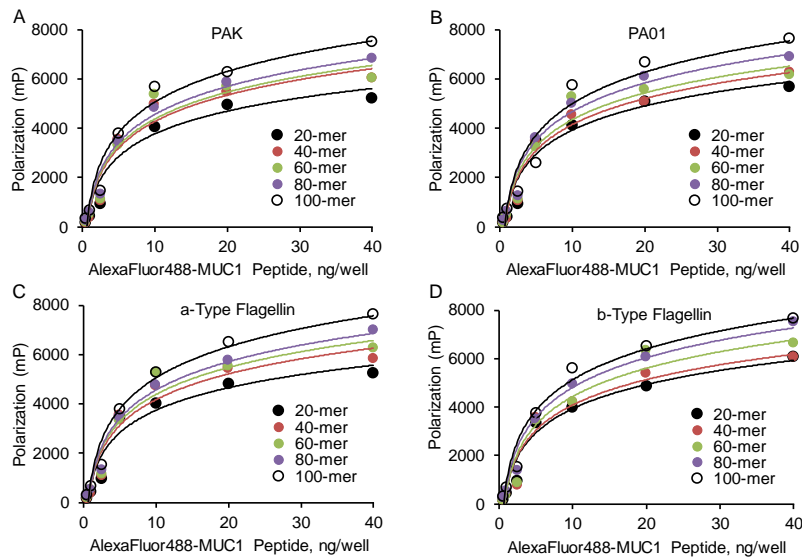 A
PAK
Polarization (mP)
8000
6000
4000
2000
0
20-mer
40-mer
60-mer
80-mer
100-mer
0 10 20 30 40
AlexaFluor488-MUC1 Peptide, ng/well
B
PA01
Polarization (mP)
8000
6000
4000
2000
0
20-mer
40-mer
60-mer
80-mer
100-mer
0 10 20 30 40
AlexaFluor488-MUC1 Peptide, ng/well
C
a-Type Flagellin
Polarization (mP)
8000
6000
4000
2000
0
20-mer
40-mer
60-mer
80-mer
100-mer
0 10 20 30 40
AlexaFluor488-MUC1 Peptide, ng/well
D
b-Type Flagellin
Polarization (mP)
8000
6000
4000
2000
0
20-mer
40-mer
60-mer
80-mer
100-mer
0 10 20 30 40
AlexaFluor488-MUC1 Peptide, ng/well